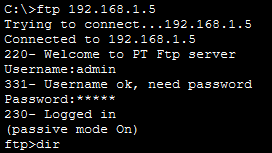 C:\>ftp 192.168.1.5
Trying to connect...192.168.1.5
Connected to 192.168.1.5
220- Welcome to PT Ftp server
Username:admin
331- Username ok, need password
Password:*****
230- Logged in
(passive mode On)
ftp>dir